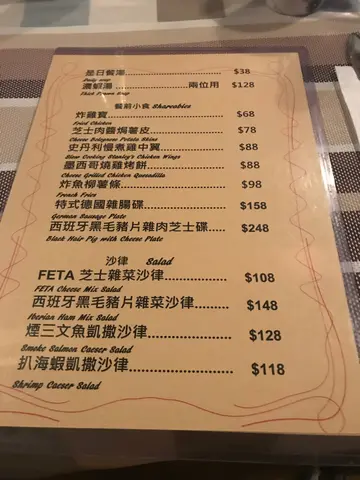 是日餐湯 $38
Daily soup
濃蝦湯 兩位用 $128
Thick Prawn Soup
餐前小食 Shareables
炸雞寶 $68
Fried Chicken
芝士肉醬焗薯皮 $78
Cheese Bolognese Potato Skins
史丹利慢煮雞中翼 $88
Slow Cooking Stanley's Chicken Wings
墨西哥燒雞烤餅 $88
Cheese Grilled Chicken Quesadilla
炸魚柳薯條 $98
French Fries
特式德國雜腸碟 $158
German Sausage Plate
西班牙黑毛豬片雜肉芝士碟 $248
Black Hair Pig with Cheese Plate
沙律 Salad
FETA 芝士雜菜沙律 $108
FETA Cheese Mix Salad
西班牙黑毛豬片雜菜沙律 $148
Iberian Ham Mix Salad
煙三文魚凱撒沙律 $128
Smoke Salmon Caeser Salad
扒海蝦凱撒沙律 $118
Shrimp Caeser Salad